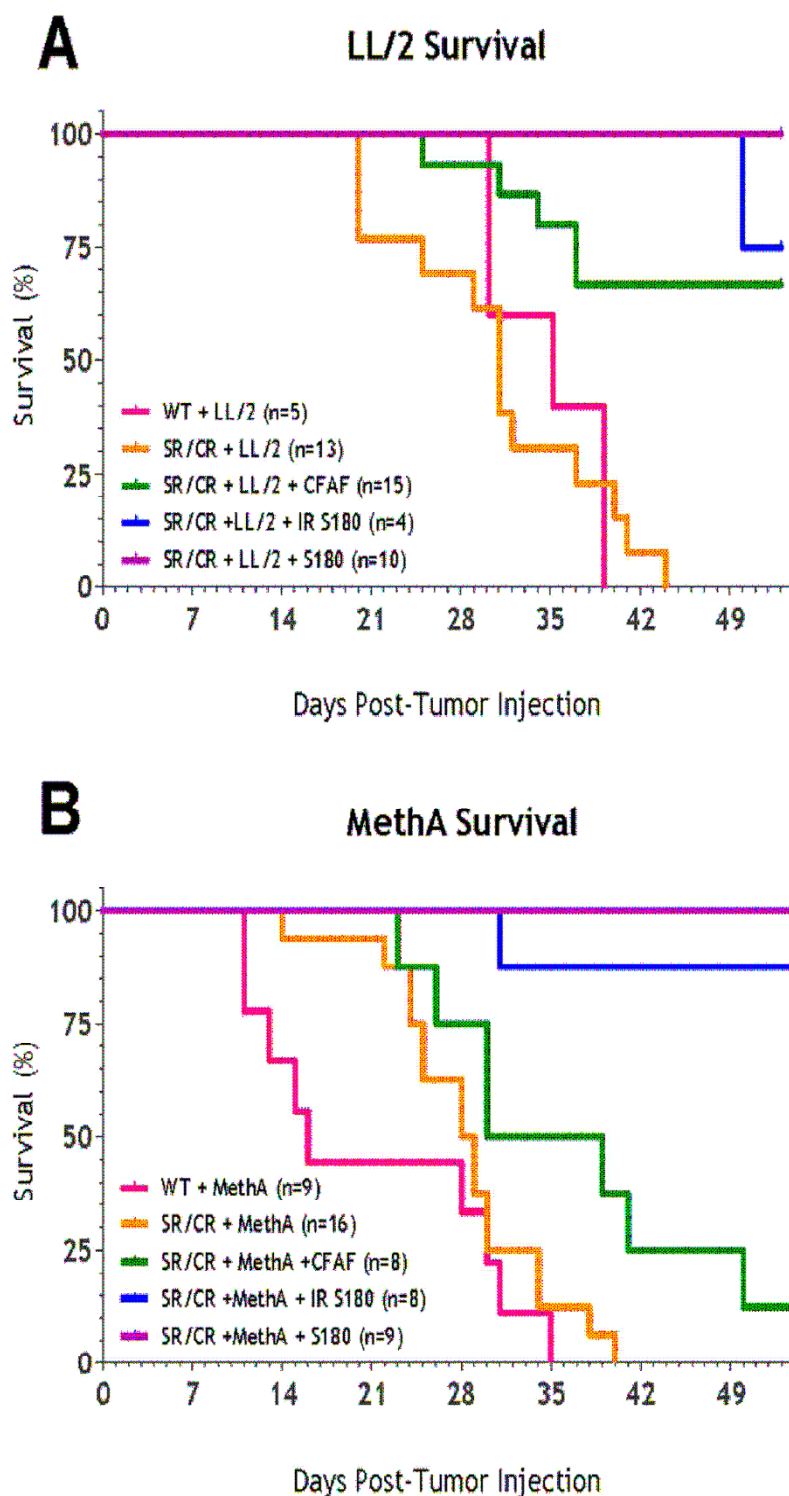 A
LL/2 Survival
100
75
50
25
0
Survival (%)
WT + LL/2 (n=5)
SR/CR + LL/2 (n=13)
SR/CR + LL/2 + CFAF (n=15)
SR/CR +LL/2 + IR S180 (n=4)
SR/CR + LL/2 + S180 (n=10)
0 7 14 21 28 35 42 49
Days Post-Tumor Injection
B
MethA Survival
100
75
50
25
0
Survival (%)
WT + MethA (n=9)
SR/CR + MethA (n=16)
SR/CR + MethA +CFAF (n=8)
SR/CR +MethA + IR S180 (n=8)
SR/CR +MethA + S180 (n=9)
0 7 14 21 28 35 42 49
Days Post-Tumor Injection